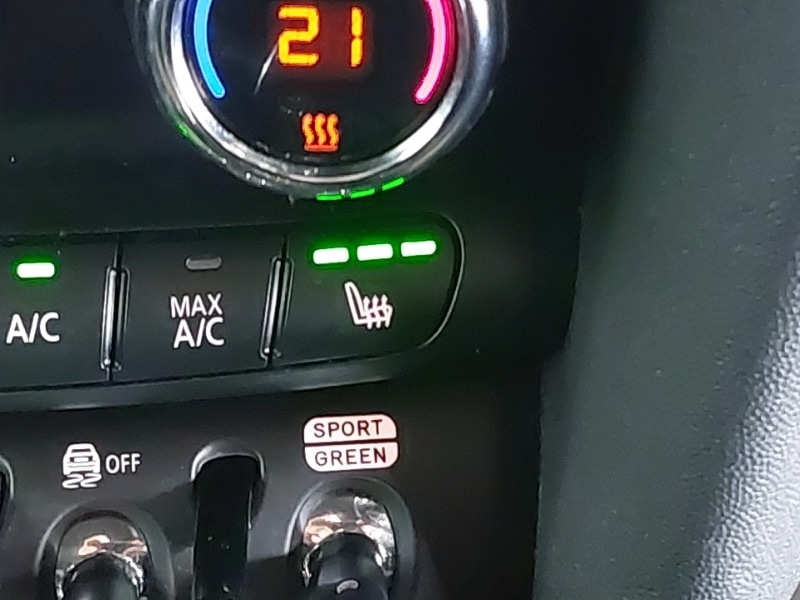 21
A/C
MAX
A/C
OFF
SPORT
GREEN